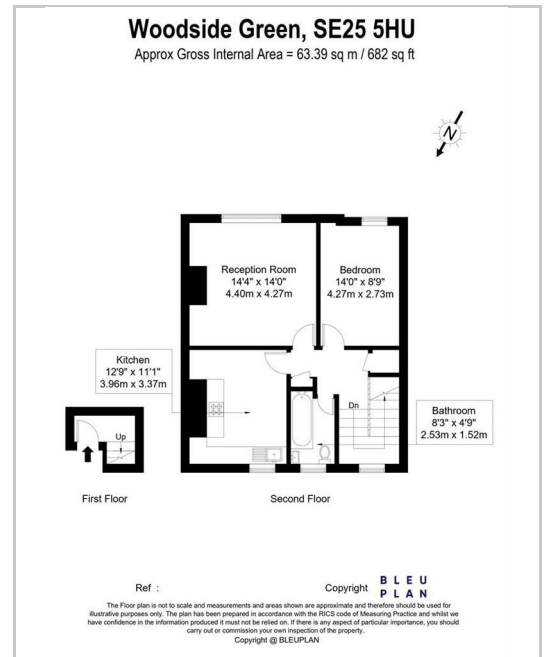 Woodside Green, SE25 5HU
Approx Gross Internal Area = 63.39 sq m / 682 sq ft
N
Reception Room
14'4" x 14'0"
4.40m x 4.27m
Bedroom
14'0" x 8'9"
4.27m x 2.73m
Kitchen
12'9" x 11'1"
3.96m x 3.37m
Up
Dn
Bathroom
8'3" x 4'9"
2.53m x 1.52m
First Floor
Second Floor
Ref :
Copyright
BLEU
PLAN
The Floor plan is not to scale and measurements and areas shown are approximate and therefore should be used for
illustrative purposes only. The plan has been prepared in accordance with the RICS code of Measuring Practice and whilst we
have confidence in the information produced it must not be relied on. If there is any aspect of particular importance, you should
carry out or commission your own inspection of the property.
Copyright @ BLEUPLAN